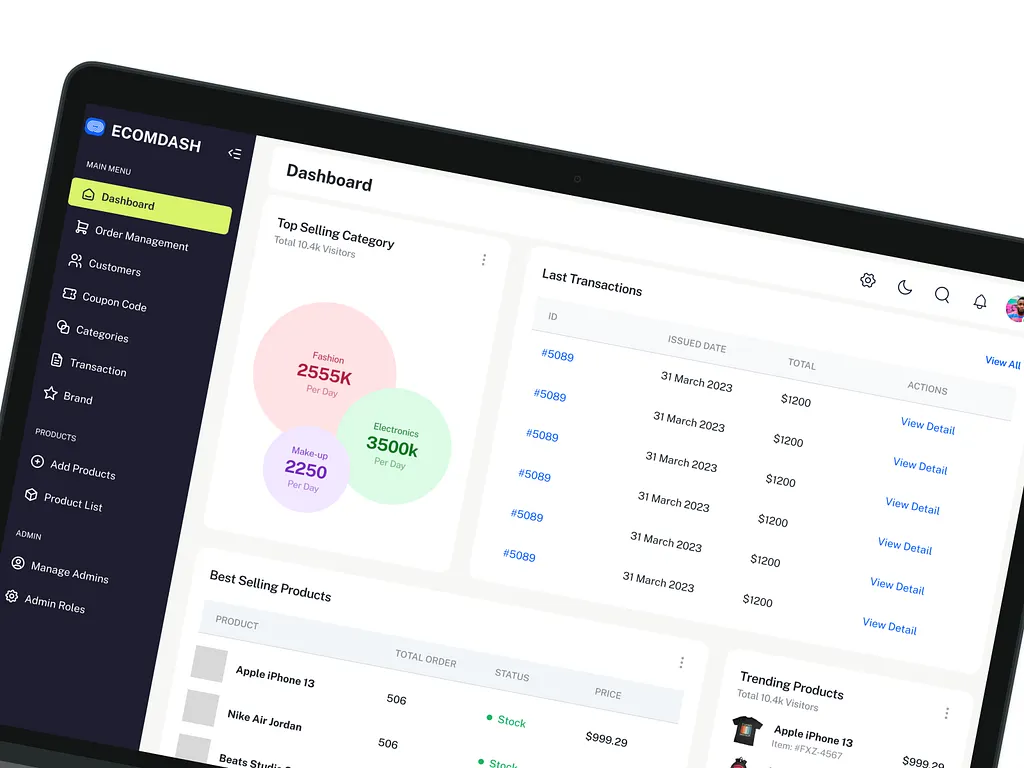 ECOMDASH
MAIN MENU
Dashboard
Order Management
Customers
Coupon Code
Categories
Transaction
Brand
PRODUCTS
Add Products
Product List
ADMIN
Manage Admins
Admin Roles
Dashboard
Top Selling Category
Total 10.4k Visitors
Fashion
2555K
Per Day
Electronics
3500k
Per Day
Make-up
2250
Per Day
Last Transactions
View All
ID ISSUED DATE TOTAL ACTIONS
#5089 31 March 2023 $1200 View Detail
#5089 31 March 2023 $1200 View Detail
#5089 31 March 2023 $1200 View Detail
#5089 31 March 2023 $1200 View Detail
#5089 31 March 2023 $1200 View Detail
#5089 31 March 2023 $1200 View Detail
Best Selling Products
PRODUCT TOTAL ORDER STATUS PRICE
Apple iPhone 13 506 Stock $999.29
Nike Air Jordan 506 Stock
Beats Studio
Trending Products
Total 10.4k Visitors
Apple iPhone 13
Item: #FXZ-4567
$999.29